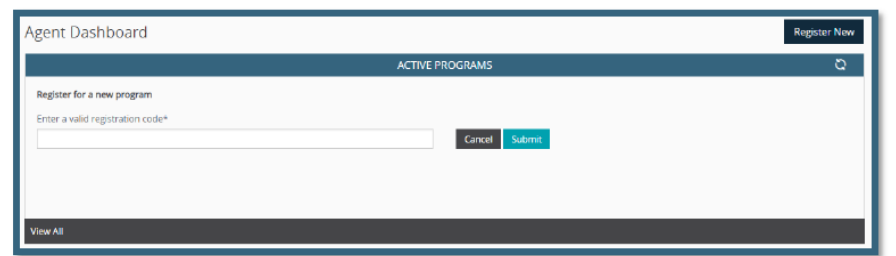 Agent Dashboard
Register New
ACTIVE PROGRAMS
Register for a new program
Enter a valid registration code*
Cancel Submit
View All